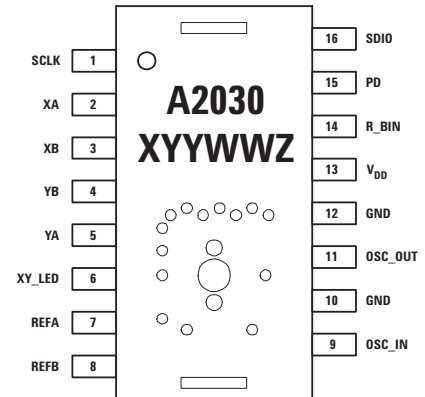 16 SDIO
SCLK 1
15 PD
XA 2
A2030
14 R_BIN
XB 3
XYYWWZ
13 VDD
YB 4
12 GND
YA 5
11 OSC_OUT
XY_LED 6
10 GND
REFA 7
9 OSC_IN
REFB 8